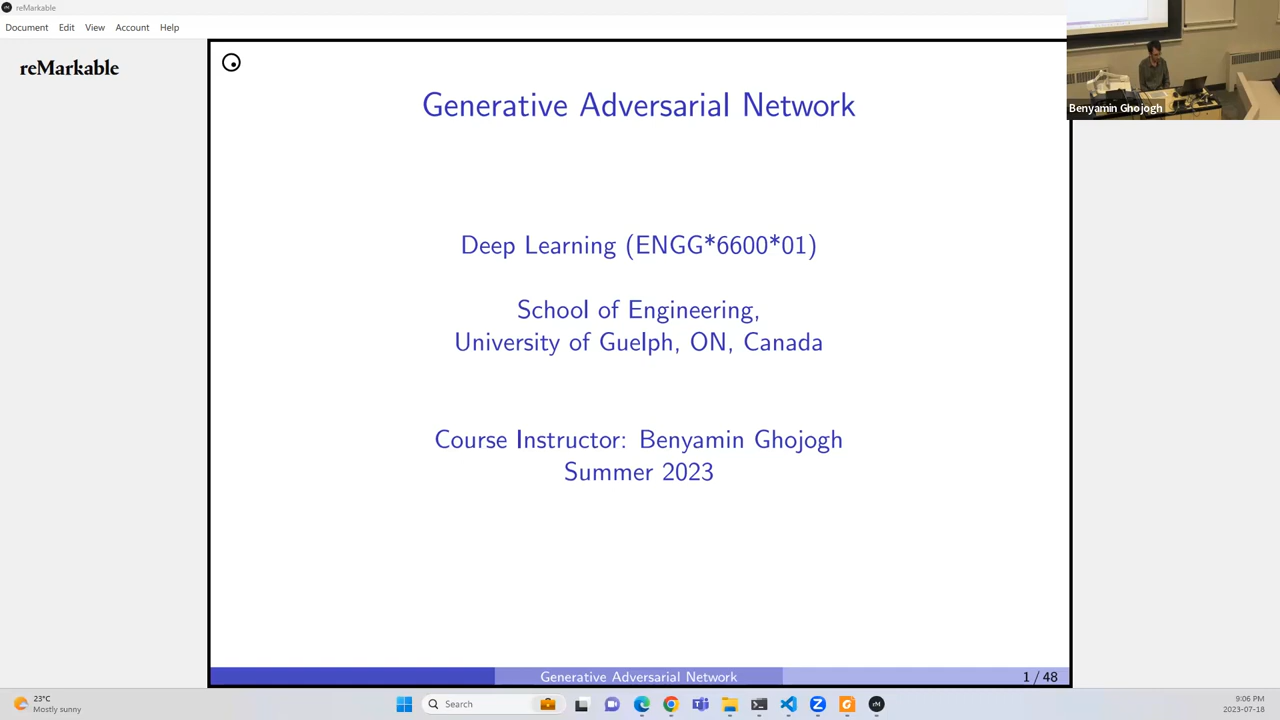 reMarkable
Document Edit View Account Help
reMarkable
Benyamin Ghojogh
Generative Adversarial Network
Deep Learning (ENGG*6600*01)
School of Engineering,
University of Guelph, ON, Canada
Course Instructor: Benyamin Ghojogh
Summer 2023
Generative Adversarial Network
1 / 48
23°C
Mostly sunny
Search
rM
9:06 PM
2023-07-18